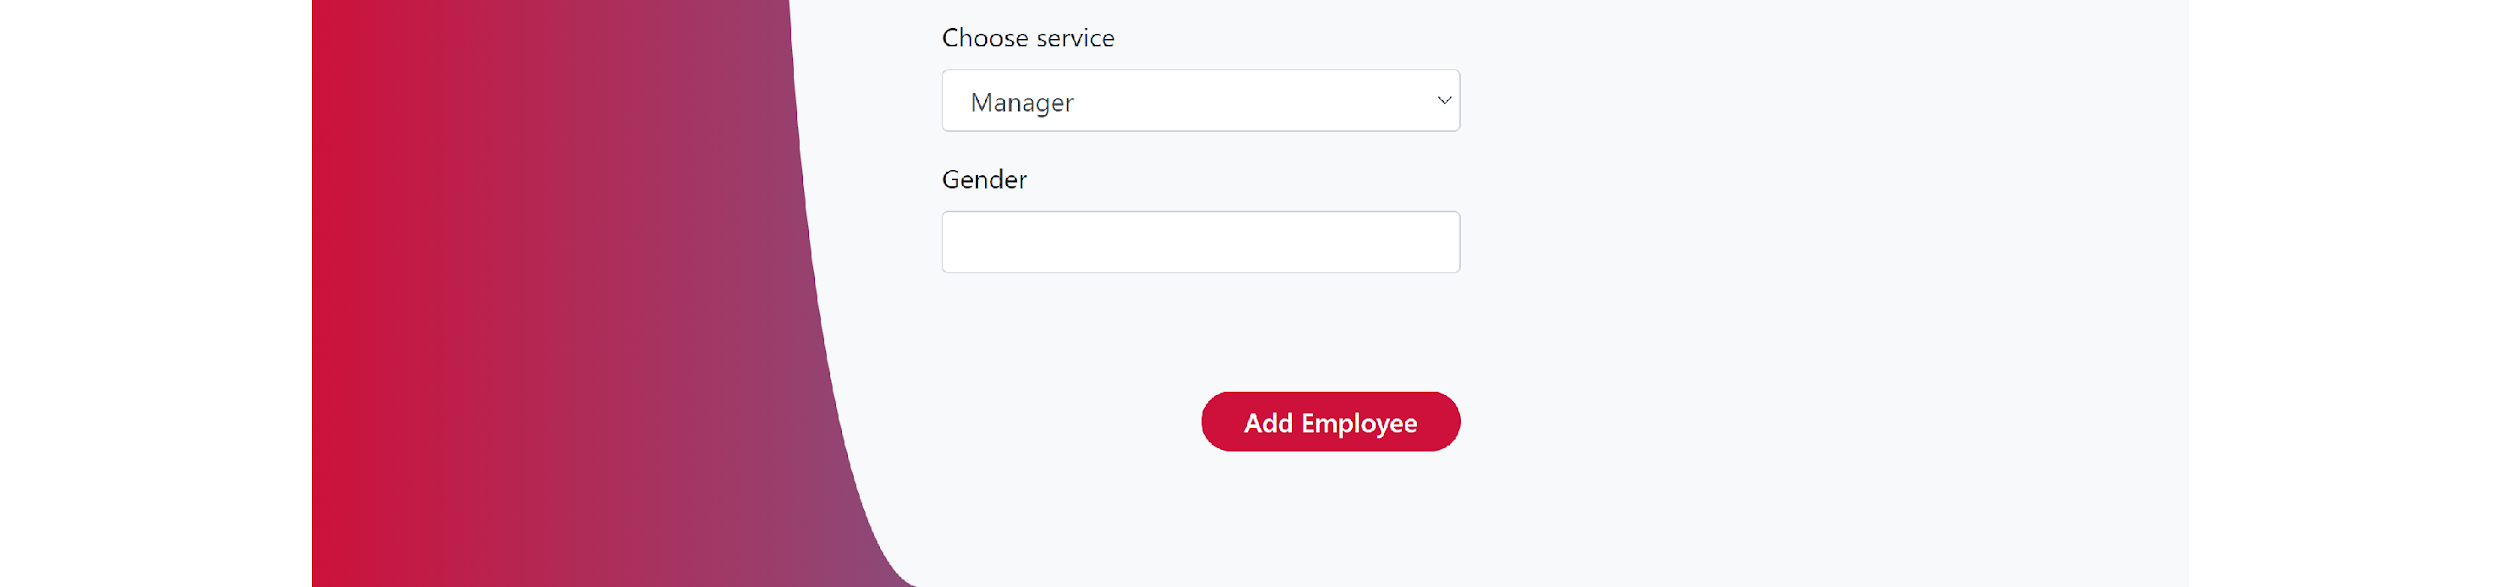 Choose service
Manager
Gender
Add Employee